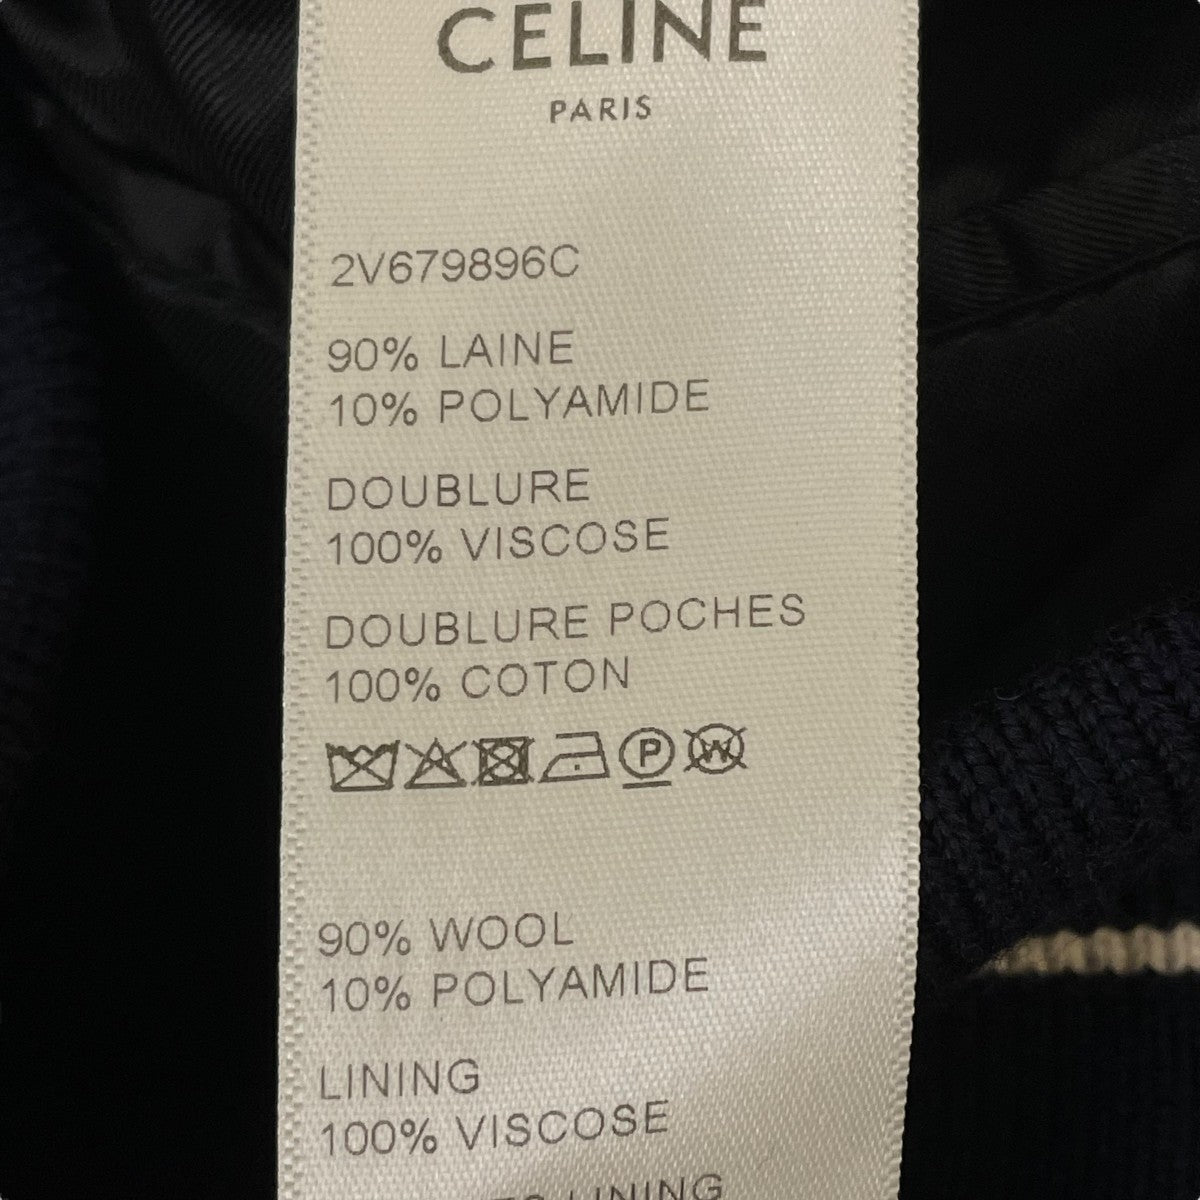 CELINE
PARIS
2V679896C
90% LAINE
10% POLYAMIDE
DOUBLURE
100% VISCOSE
DOUBLURE POCHES
100% COTON
P W
90% WOOL
10% POLYAMIDE
LINING
100% VISCOSE
LINING